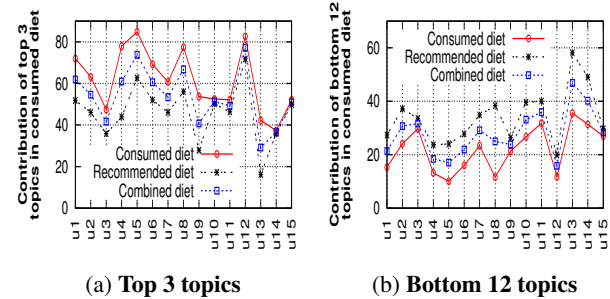 Contribution of top 3
topics in consumed diet
100
80
60
40
20
0
Consumed diet
Recommended diet
Combined diet
u1 u2 u3 u4 u5 u6 u7 u8 u9 u10 u11 u12 u13 u14 u15
(a) Top 3 topics
Contribution of bottom 12
topics in consumed diet
60
40
20
0
Consumed diet
Recommended diet
Combined diet
u1 u2 u3 u4 u5 u6 u7 u8 u9 u10 u11 u12 u13 u14 u15
(b) Bottom 12 topics